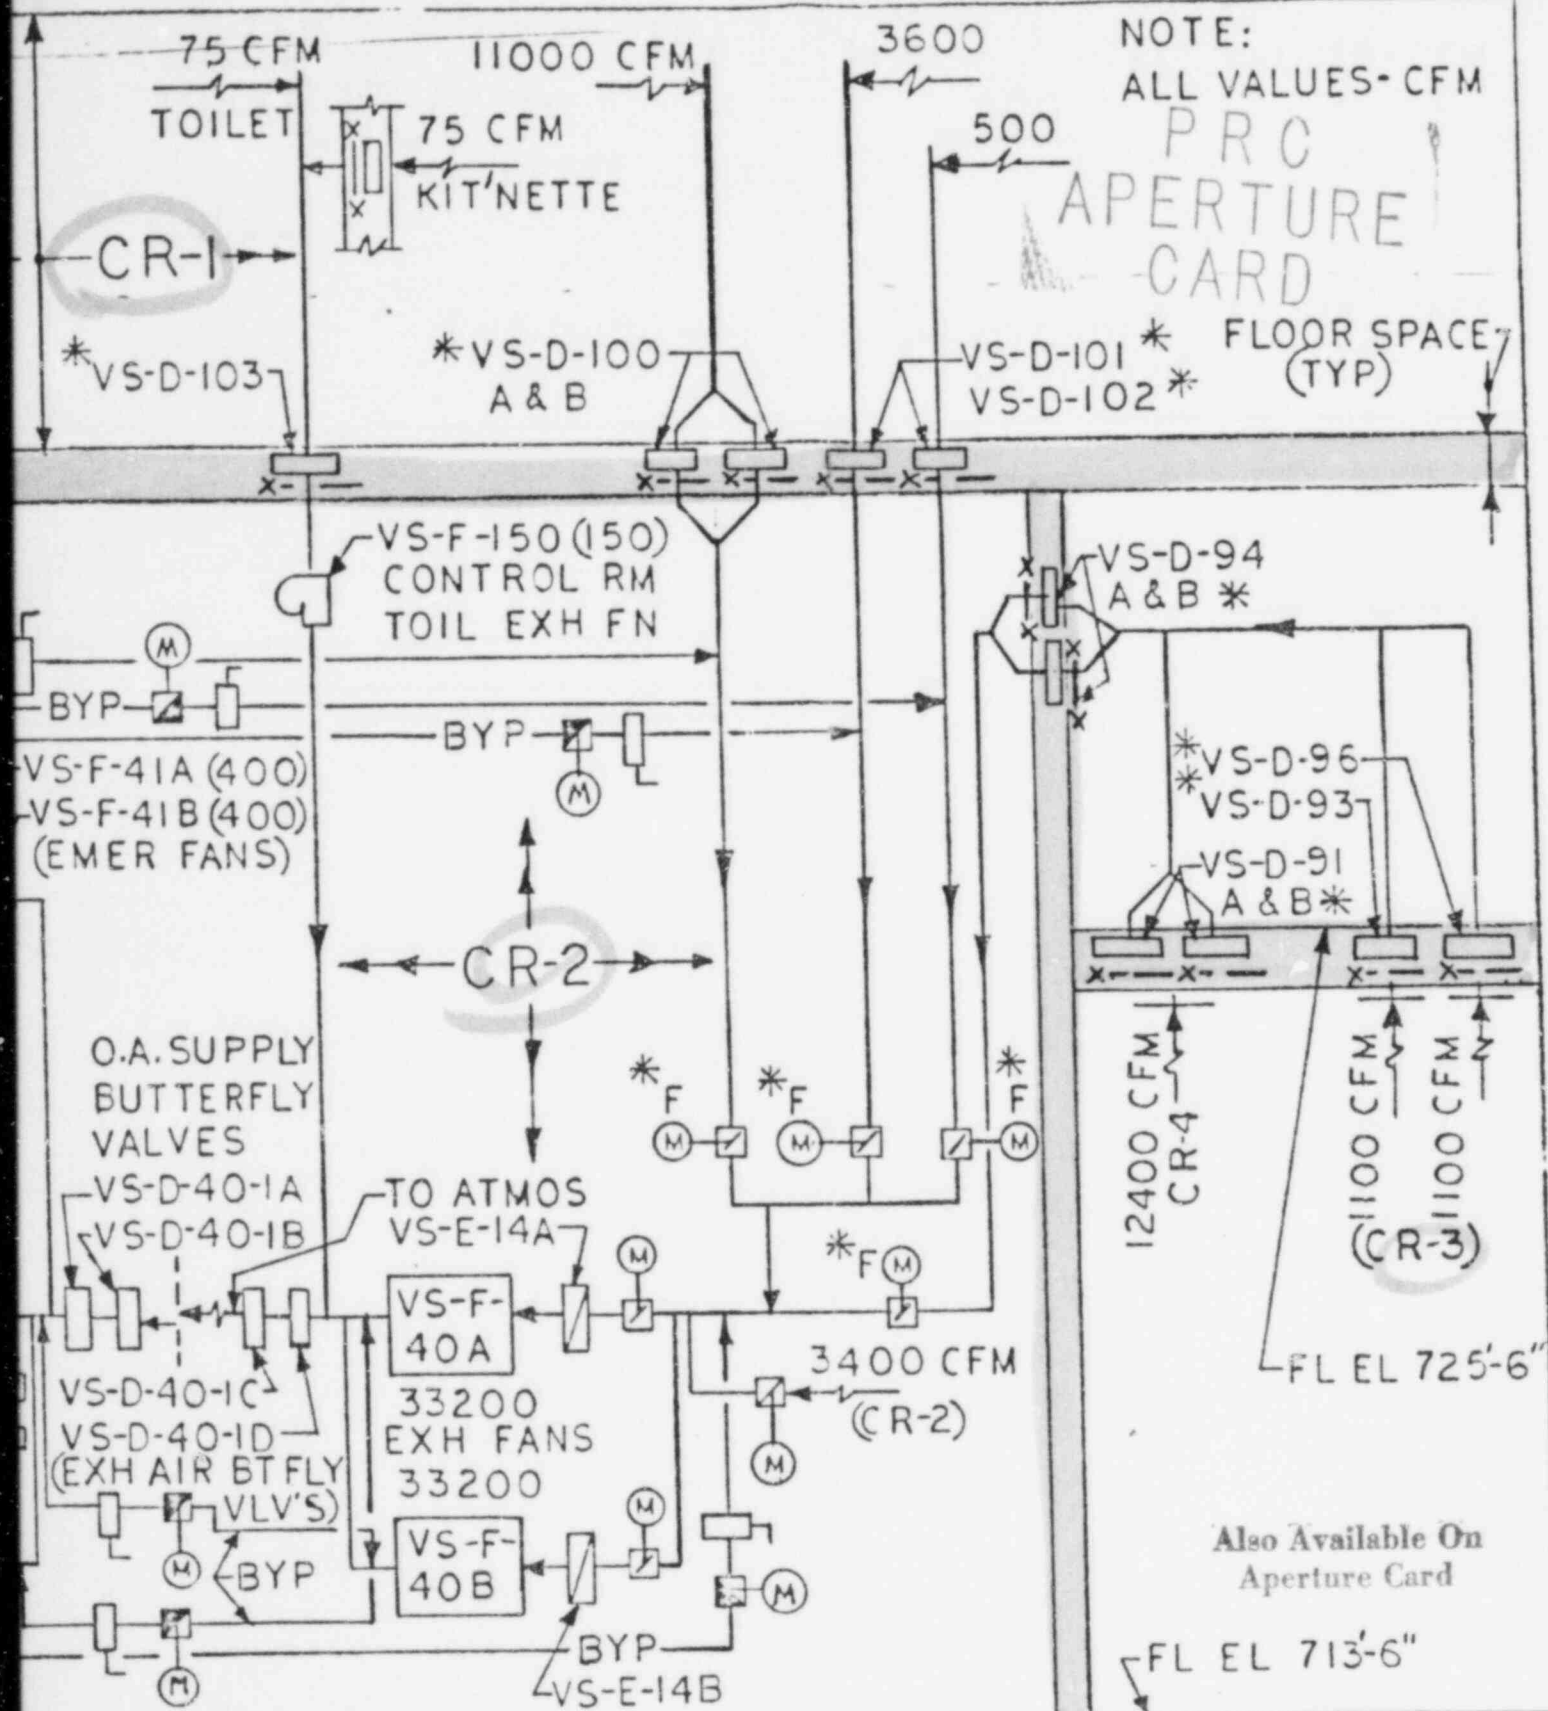 75 CFM
TOILET
75 CFM
KIT'NETTE
11000 CFM
3600
500
NOTE:
ALL VALUES- CFM
PRC
APERTURE
CARD
CR-1
* VS-D-103
* VS-D-100
A & B
VS-D-101 *
VS-D-102 *
FLOOR SPACE
(TYP)
VS-F-150 (150)
CONTROL RM
TOIL EXH FN
VS-D-94
A & B *
M
BYP
BYP
M
VS-F-41A (400)
VS-F-41B (400)
(EMER FANS)
* VS-D-96
* VS-D-93
VS-D-91
A & B *
CR-2
O.A. SUPPLY
BUTTERFLY
VALVES
VS-D-40-1A
VS-D-40-1B
TO ATMOS
VS-E-14A
* F
M
* F
M
* F
M
12400 CFM
CR-4
1100 CFM
1100 CFM
(CR-3)
M
* F M
VS-F-
40A
33200
EXH FANS
33200
VS-F-
40B
3400 CFM
(CR-2)
M
FL EL 725'-6"
VS-D-40-1C
VS-D-40-1D
(EXH AIR BT FLY
VLV'S)
M
BYP
M
M
M
BYP
VS-E-14B
Also Available On
Aperture Card
FL EL 713'-6"